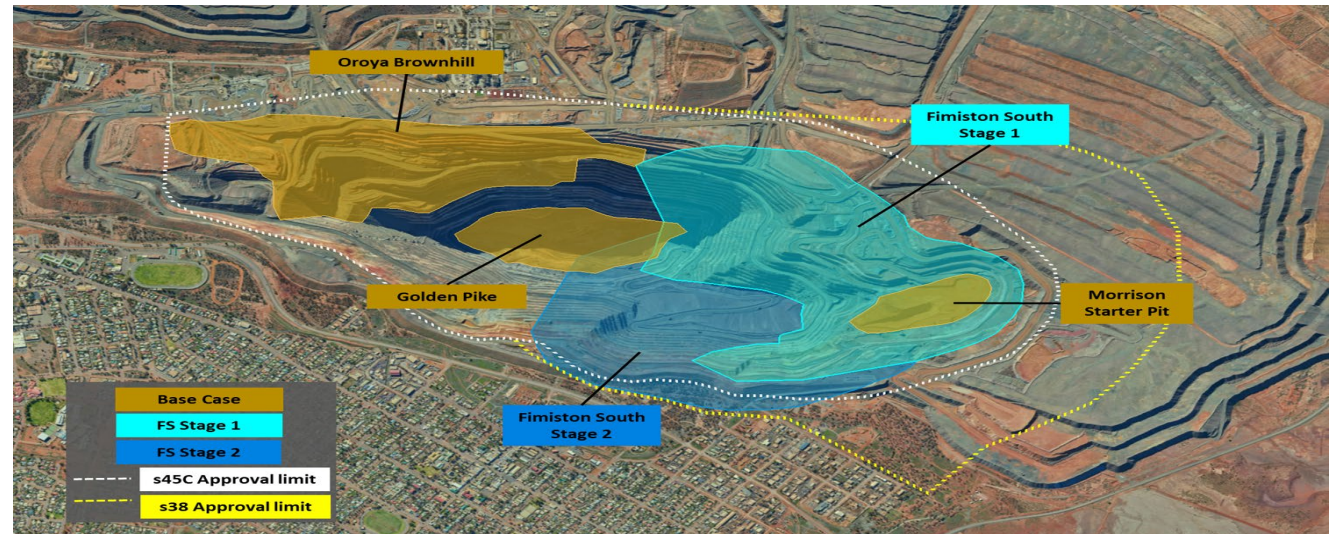 Oroya Brownhill
Fimiston South
Stage 1
Golden Pike
Morrison
Starter Pit
Fimiston South
Stage 2
Base Case
FS Stage 1
FS Stage 2
s45C Approval limit
s38 Approval limit